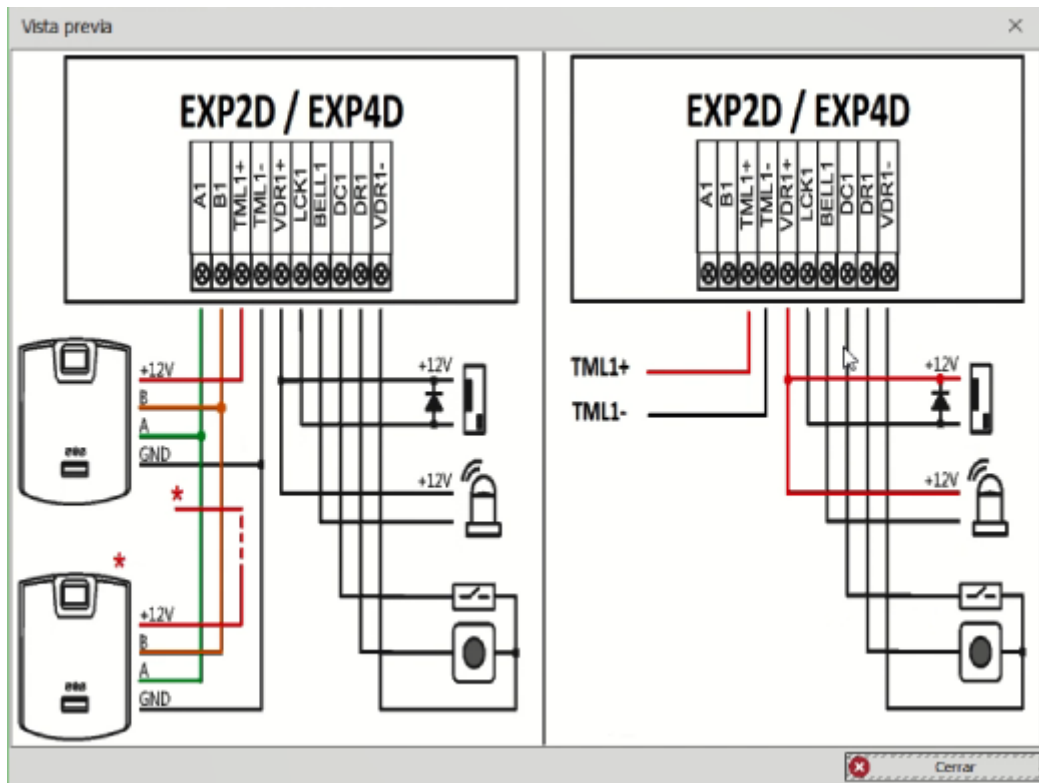 Vista previa
EXP2D / EXP4D
A1
B1
TML1+
TML1-
VDR1+
LCK1
BELL1
DC1
DR1
VDR1-
+12V
B
A
GND
*
*
+12V
B
A
GND
+12V
+12V
EXP2D / EXP4D
A1
B1
TML1+
TML1-
VDR1+
LCK1
BELL1
DC1
DR1
VDR1-
TML1+
TML1-
+12V
+12V
Cerrar